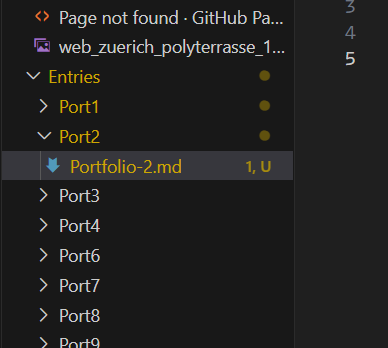 Page not found · GitHub Pa...
web_zuerich_polyterrasse_1...
Entries
Port1
Port2
Portfolio-2.md 1, U
Port3
Port4
Port6
Port7
Port8
Port9
3
4
5